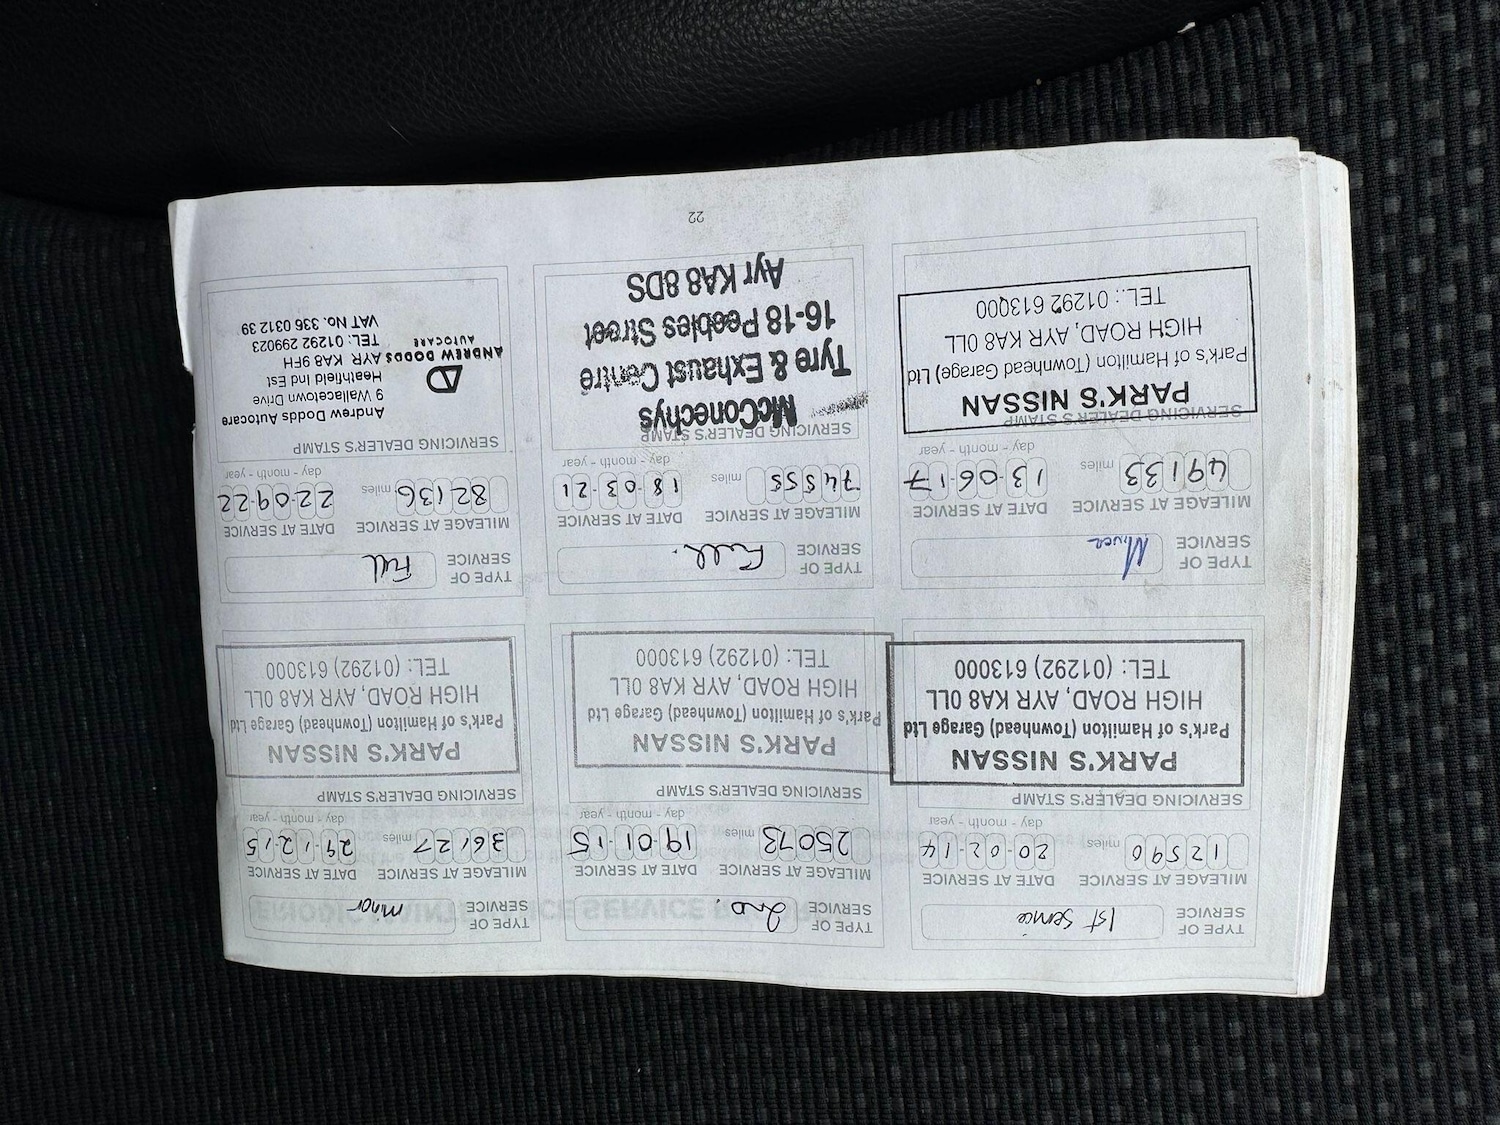 TYPE OF
SERVICE
1st Service
MILEAGE AT SERVICE DATE AT SERVICE
12590 miles 20-02-14
day - month - year
SERVICING DEALER'S STAMP
PARK'S NISSAN
Park's of Hamilton (Townhead) Garage Ltd
HIGH ROAD, AYR KA8 0LL
TEL: (01292) 613000
TYPE OF
SERVICE
2nd.
MILEAGE AT SERVICE DATE AT SERVICE
25073 miles 19-01-15
day - month - year
SERVICING DEALER'S STAMP
PARK'S NISSAN
Park's of Hamilton (Townhead) Garage Ltd
HIGH ROAD, AYR KA8 0LL
TEL: (01292) 613000
TYPE OF
SERVICE
minor
MILEAGE AT SERVICE DATE AT SERVICE
36127 miles 29-12-15
day - month - year
SERVICING DEALER'S STAMP
PARK'S NISSAN
Park's of Hamilton (Townhead) Garage Ltd
HIGH ROAD, AYR KA8 0LL
TEL: (01292) 613000
TYPE OF
SERVICE
Minor
MILEAGE AT SERVICE DATE AT SERVICE
49133 miles 13-06-17
day - month - year
SERVICING DEALER'S STAMP
PARK'S NISSAN
Park's of Hamilton (Townhead Garage) Ltd
HIGH ROAD, AYR KA8 0LL
TEL.: 01292 613000
TYPE OF
SERVICE
Full.
MILEAGE AT SERVICE DATE AT SERVICE
74555 miles 18-03-21
day - month - year
SERVICING DEALER'S STAMP
McConechys
Tyre & Exhaust Centre
16-18 Peebles Street
Ayr KA8 8DS
TYPE OF
SERVICE
Full
MILEAGE AT SERVICE DATE AT SERVICE
82136 miles 22-09-22
day - month - year
SERVICING DEALER'S STAMP
Andrew Dodds Autocare
9 Wallacetown Drive
Heathfield Ind Est
AYR KA8 9FH
TEL: 01292 299023
VAT No. 336 0312 39
ANDREW DODDS
AUTOCARE
22